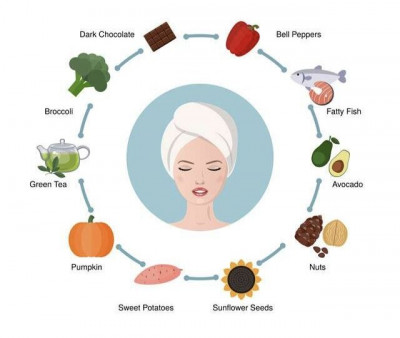 Dark Chocolate
Bell Peppers
Broccoli
Fatty Fish
Green Tea
Avocado
Pumpkin
Nuts
Sweet Potatoes
Sunflower Seeds